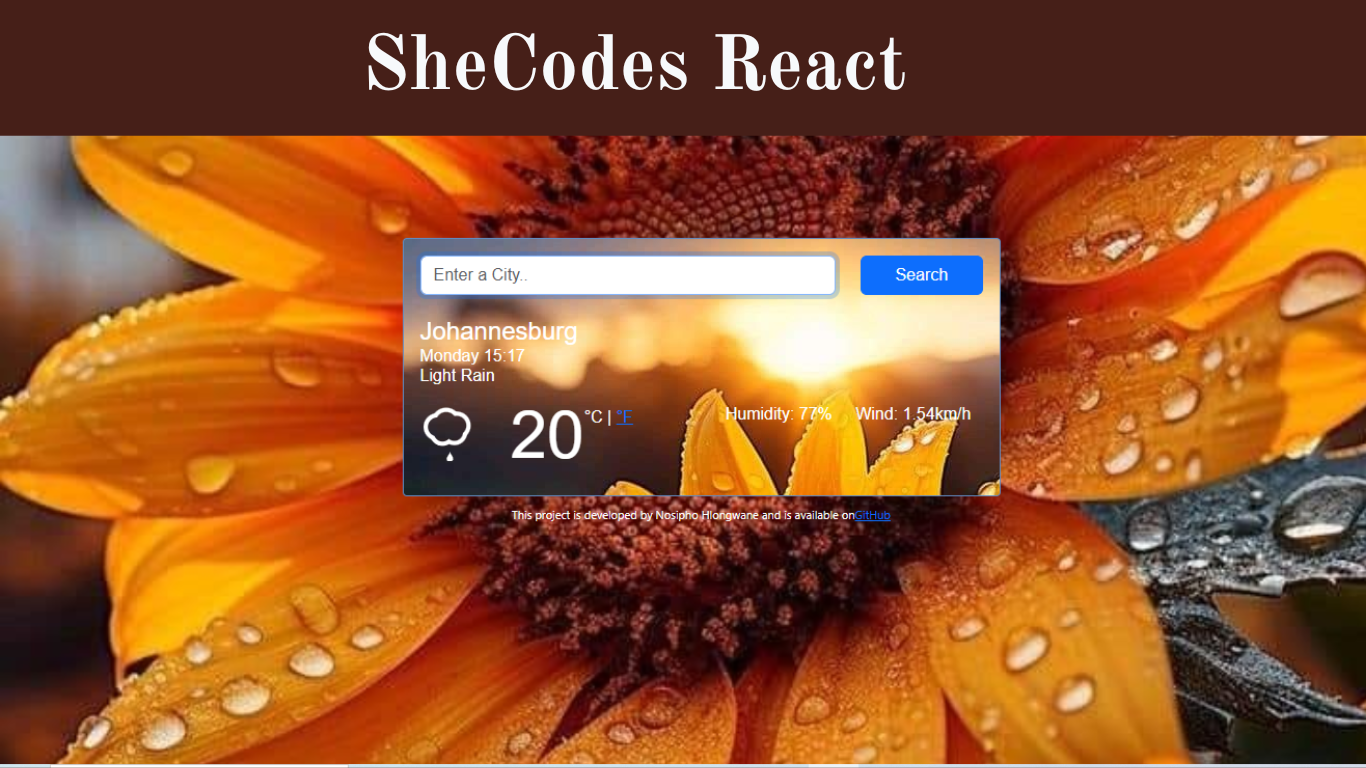 SheCodes React
Enter a City..
Search
Johannesburg
Monday 15:17
Light Rain
20 °C | °F
Humidity: 77% Wind: 1.54km/h
This project is developed by Nosipho Hlongwane and is available onGitHub